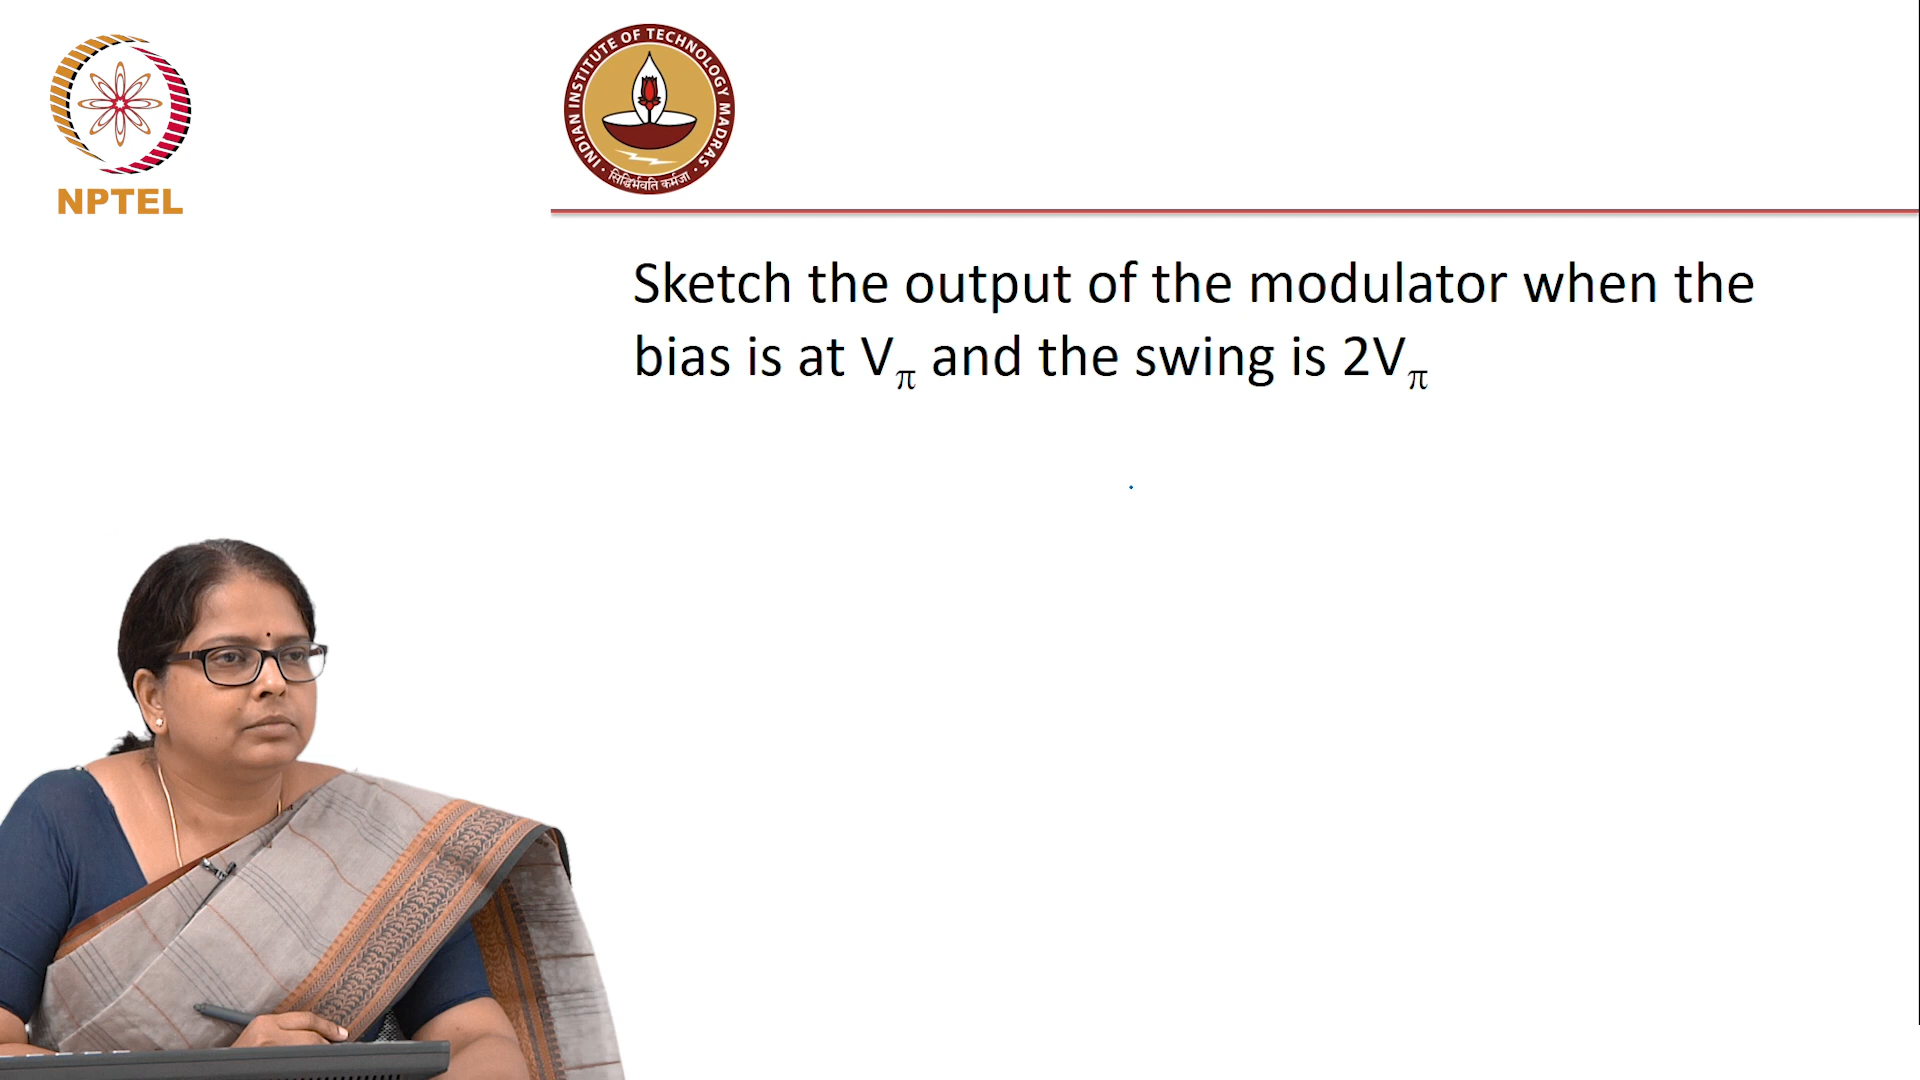 INDIAN INSTITUTE OF TECHNOLOGY MADRAS
सिद्धिर्भवति कर्मजा
NPTEL
Sketch the output of the modulator when the
bias is at Vπ and the swing is 2Vπ